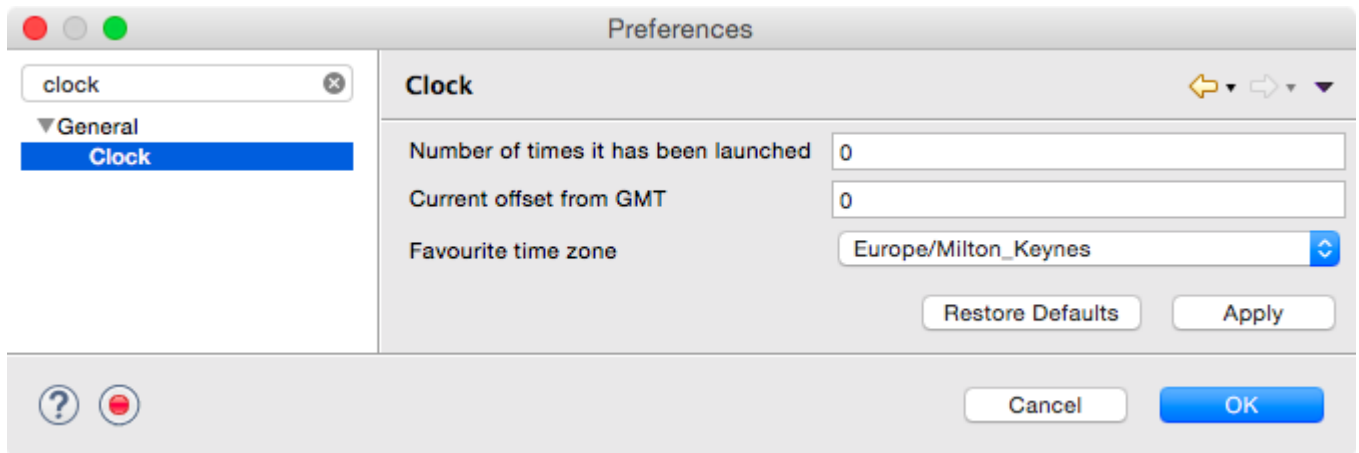 Preferences
clock
General
Clock
Clock
Number of times it has been launched 0
Current offset from GMT 0
Favourite time zone Europe/Milton_Keynes
Restore Defaults Apply
? Cancel OK